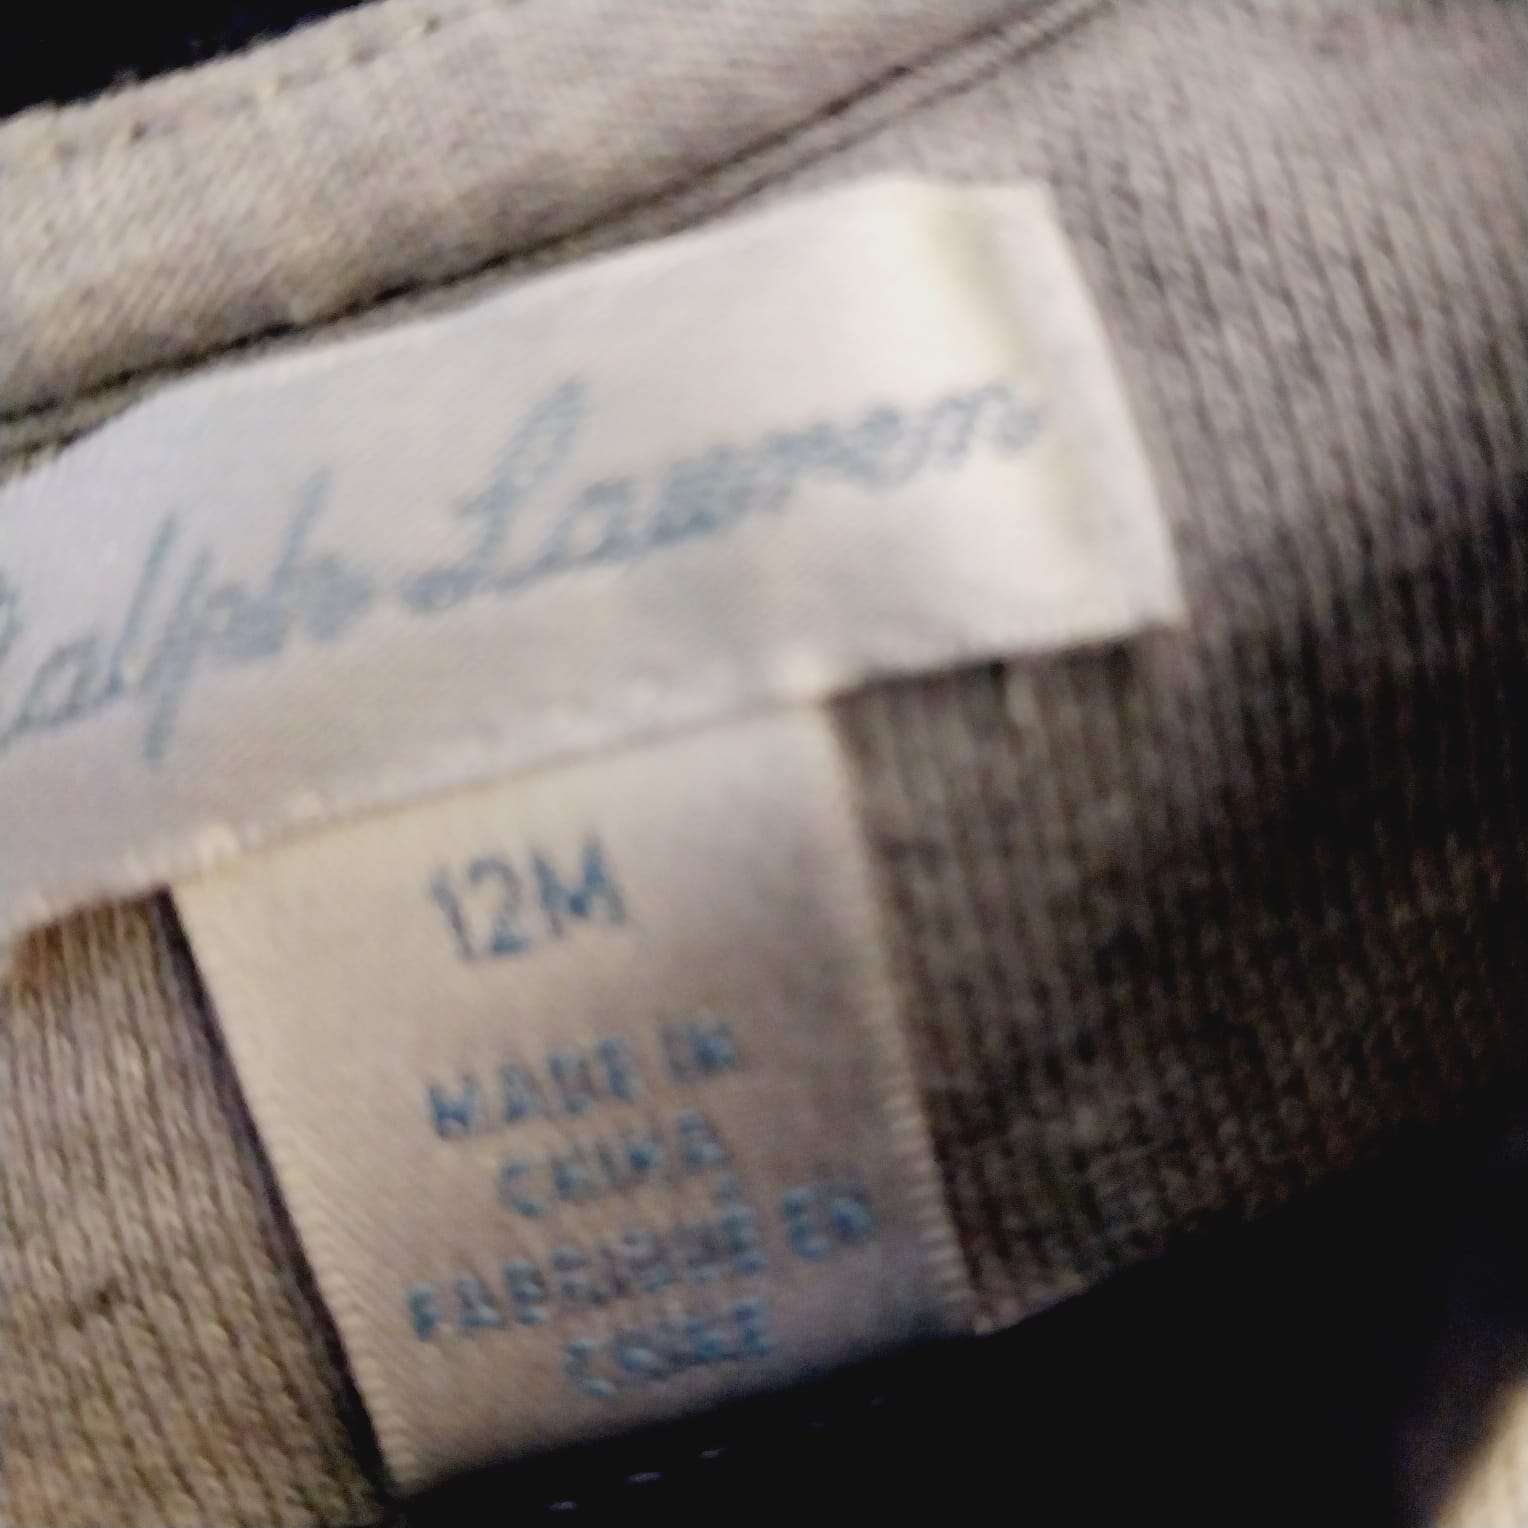 Ralph Lauren
12M
MADE IN
CHINA
FABRIQUÉ EN
CHINE